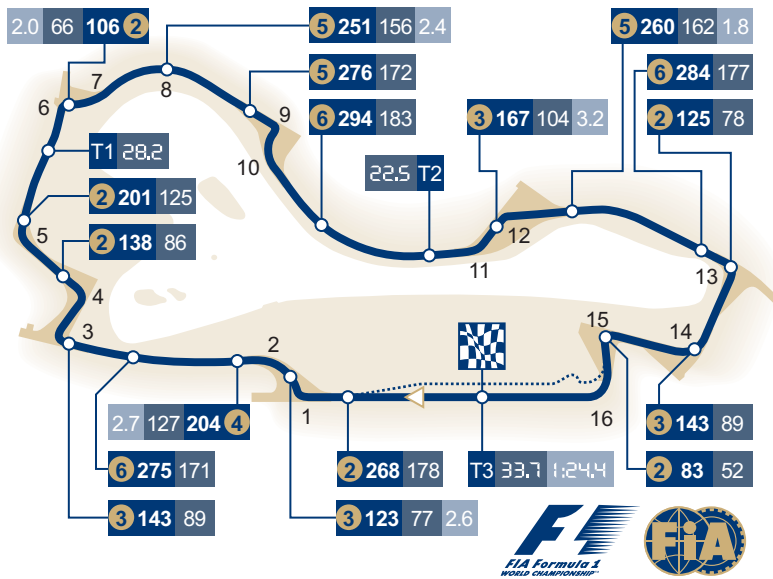 2.0 66 106 2
5 251 156 2.4
5 260 162 1.8
7
8
5 276 172
6 284 177
6
9
6 294 183
3 167 104 3.2
2 125 78
T1 28.2
10
22.5 T2
2 201 125
12
5
2 138 86
11
13
4
3
2
15
14
1
16
2.7 127 204 4
3 143 89
6 275 171
2 268 178
T3 33.7 1:24.4
2 83 52
3 143 89
3 123 77 2.6
F1
FIA Formula 1
WORLD CHAMPIONSHIP™
FiA